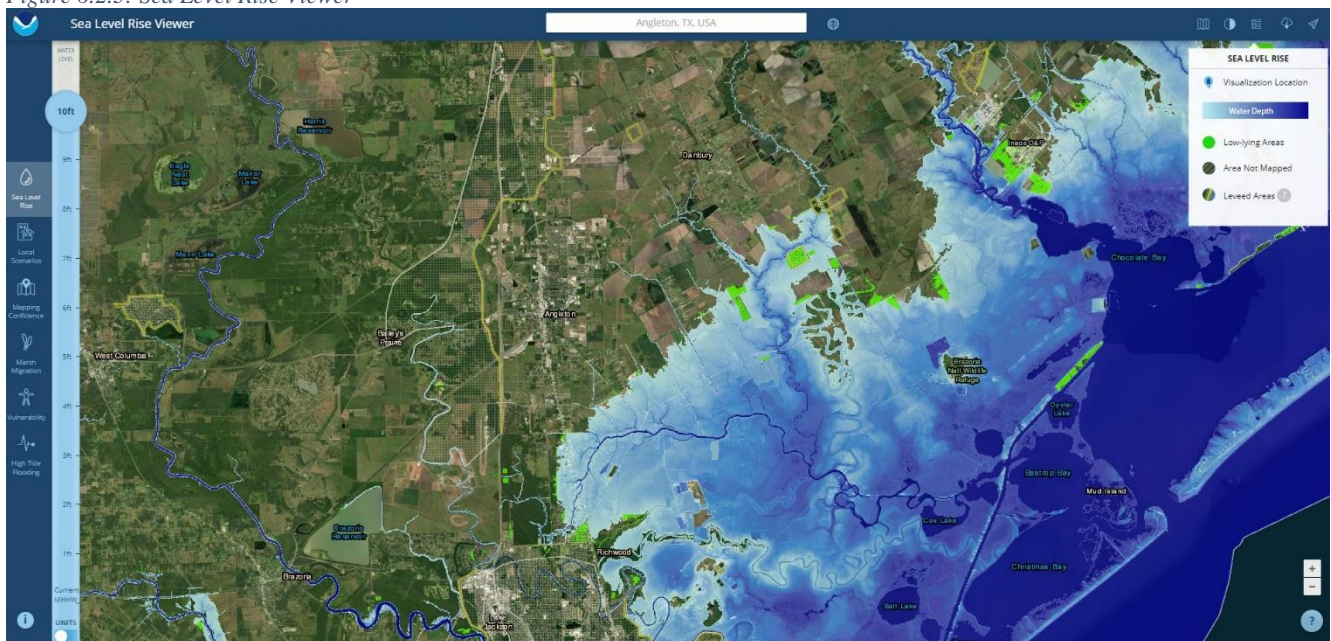 Figure 6.2.5: Sea Level Rise Viewer
Sea Level Rise Viewer
Angleton, TX, USA
WATER
LEVEL
10ft
9ft
8ft
7ft
6ft
5ft
4ft
3ft
2ft
1ft
Current
MHHW
UNITS
Sea Level
Rise
Local
Scenarios
Mapping
Confidence
Marsh
Migration
Vulnerability
High Tide
Flooding
i
SEA LEVEL RISE
Visualization Location
Water Depth
Low-lying Areas
Area Not Mapped
Leveed Areas ?
Harris
Reservoir
Eagle
Nest
Lake
Manor
Lake
Danbury
Ineos O&P
Chocolate Bay
Angleton
Baileys
Prairie
West Columba
Brazoria
Natl Wildlife
Refuge
Oyster
Lake
Bastrop Bay
Mud Island
Cox Lake
Christmas Bay
Salt Lake
Richwood
Brazoria
Reservoir
Brazoria
Lake
Jackson
+
−
?